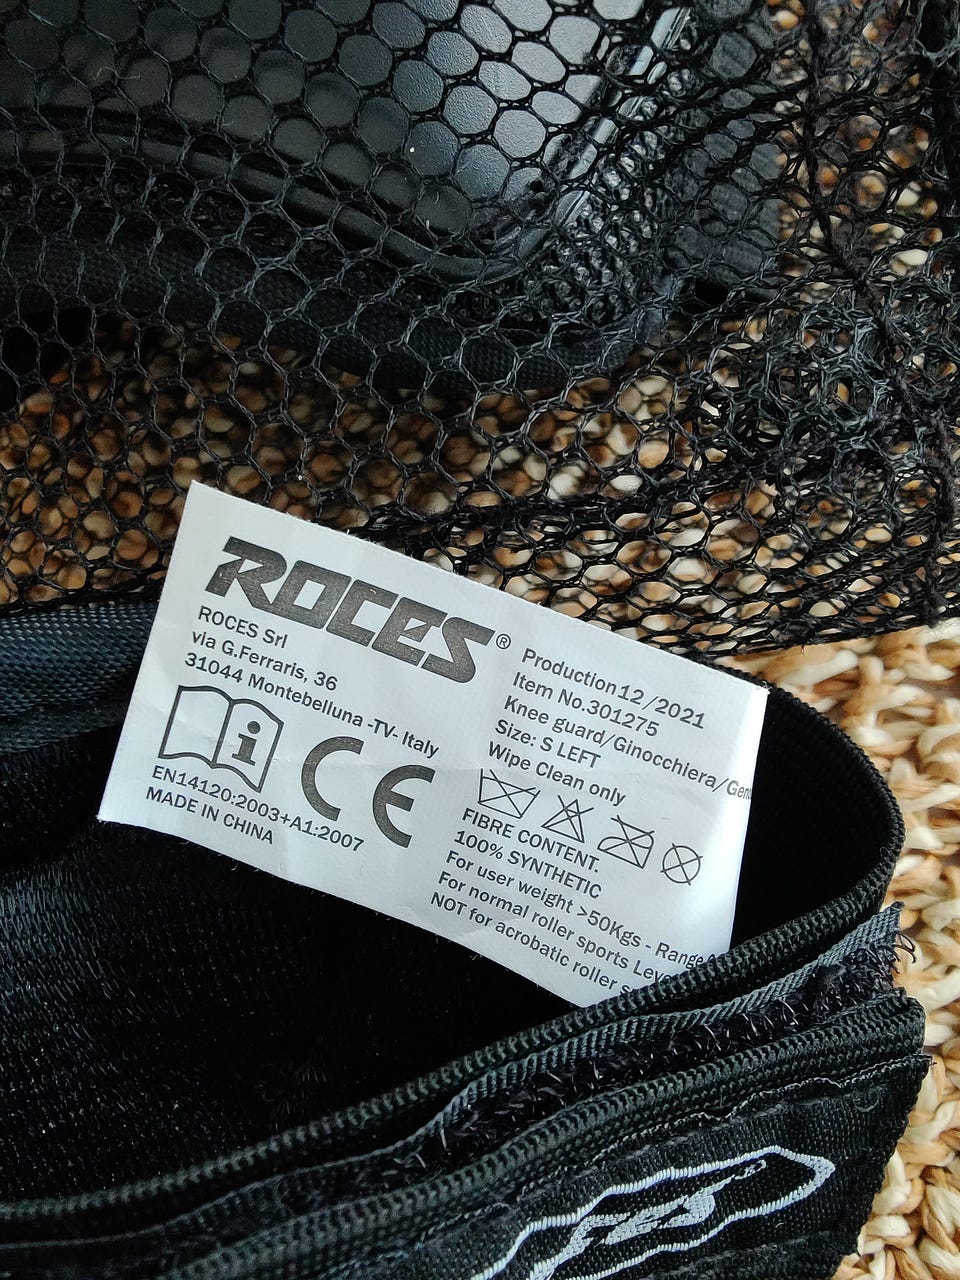 ROCES®
ROCES Srl
via G.Ferraris, 36
31044 Montebelluna -TV- Italy
EN14120:2003+A1:2007
MADE IN CHINA
Production 12/2021
Item No.301275
Knee guard/Ginocchiera/
Size: S LEFT
Wipe Clean only
FIBRE CONTENT.
100% SYNTHETIC
For user weight >50Kgs - Range
For normal roller sports
NOT for acrobatic roller